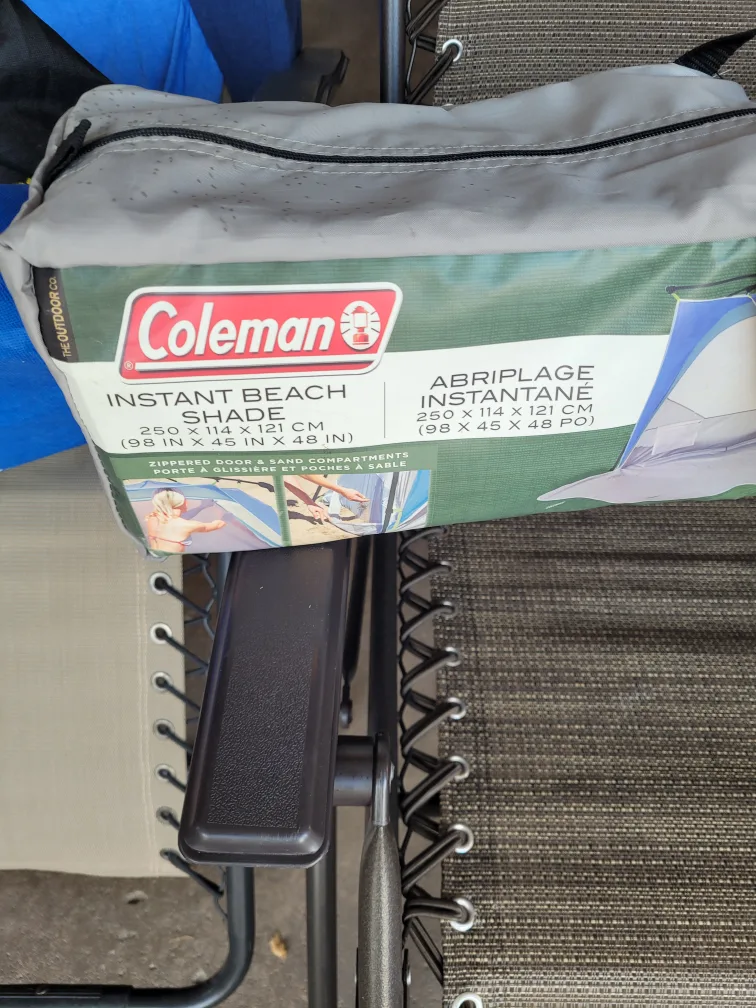 THE OUTDOOR CO.
Coleman
®
INSTANT BEACH
SHADE
250 X 114 X 121 CM
(98 IN X 45 IN X 48 IN)
ABRIPLAGE
INSTANTANÉ
250 X 114 X 121 CM
(98 X 45 X 48 PO)
ZIPPERED DOOR & SAND COMPARTMENTS
PORTE À GLISSIÈRE ET POCHES À SABLE